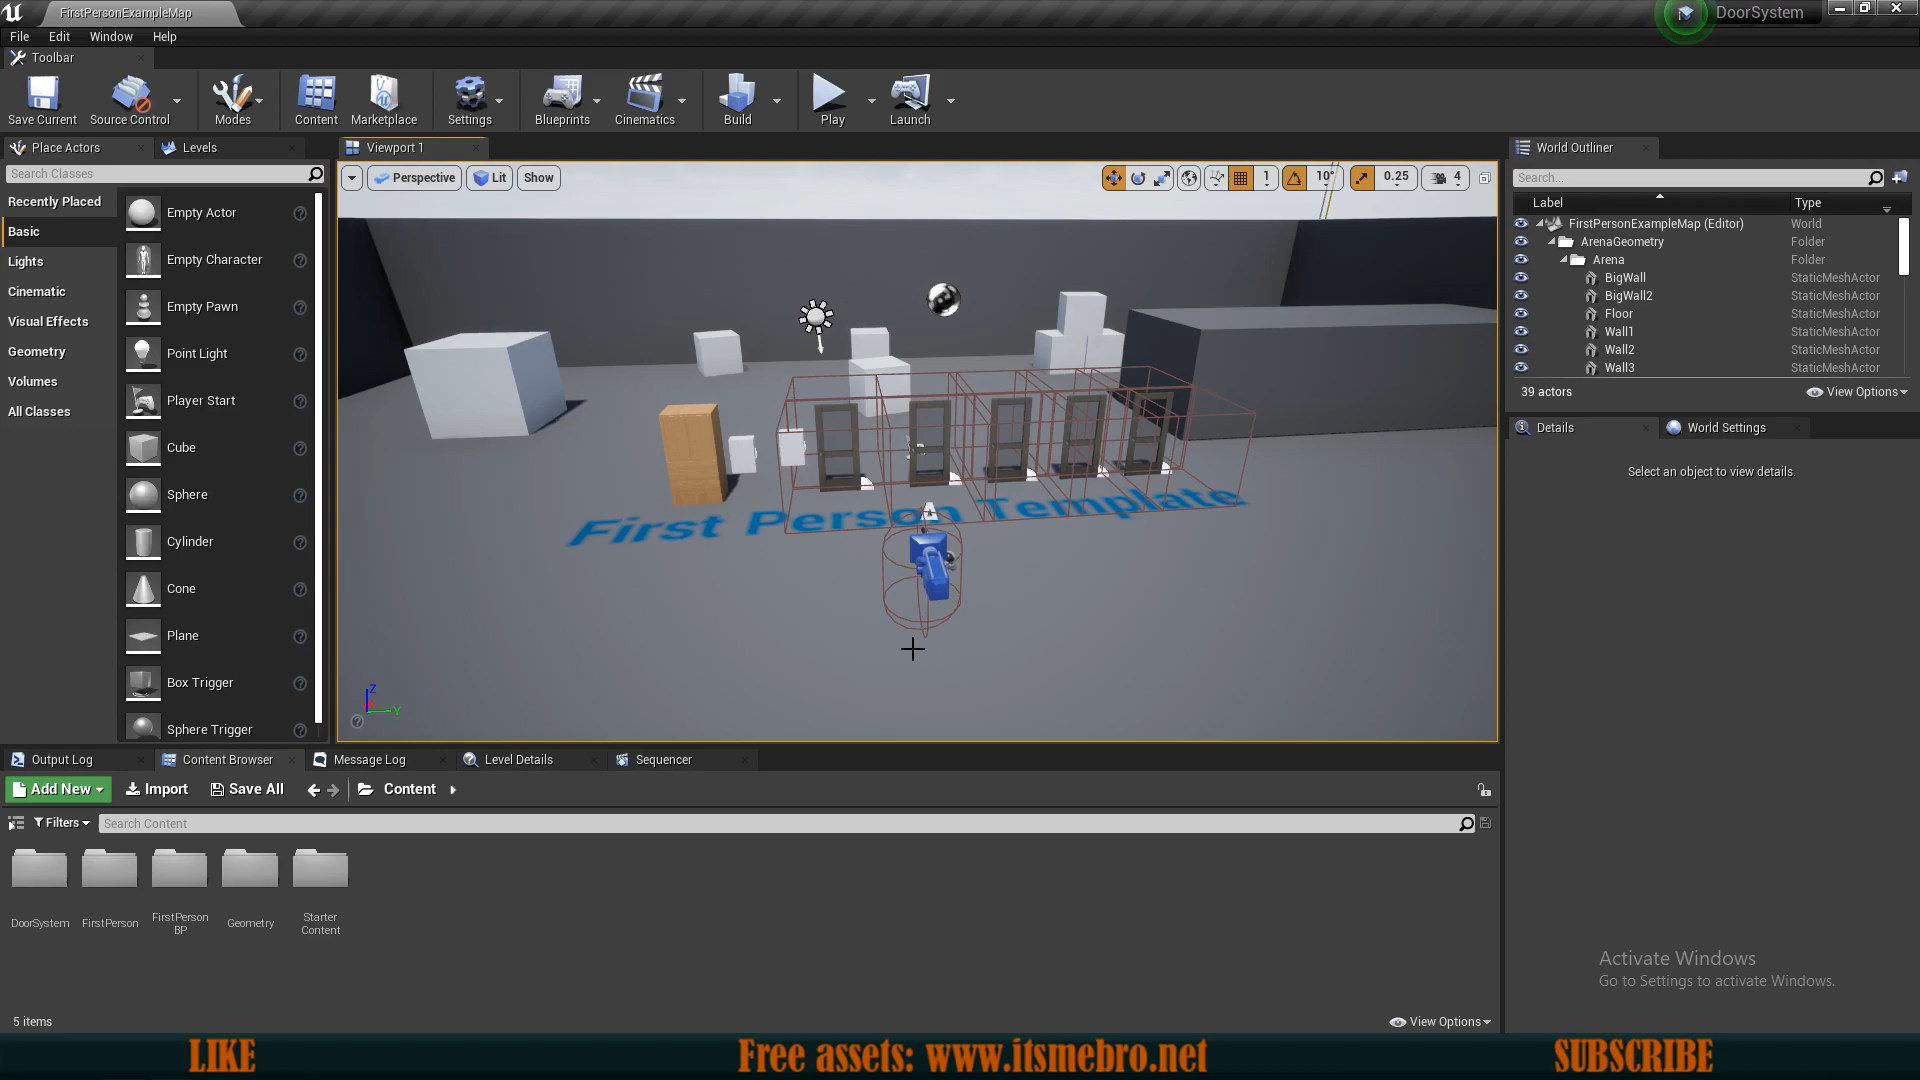 FirstPersonExampleMap
DoorSystem
File Edit Window Help
Toolbar
Save Current
Source Control
Modes
Content
Marketplace
Settings
Blueprints
Cinematics
Build
Play
Launch
Place Actors
Levels
Search Classes
Recently Placed
Basic
Lights
Cinematic
Visual Effects
Geometry
Volumes
All Classes
Empty Actor
Empty Character
Empty Pawn
Point Light
Player Start
Cube
Sphere
Cylinder
Cone
Plane
Box Trigger
Sphere Trigger
Viewport 1
Perspective
Lit
Show
1
10°
0.25
4
First Person Template
Z
Y
World Outliner
Search...
Label Type
FirstPersonExampleMap (Editor) World
ArenaGeometry Folder
Arena Folder
BigWall StaticMeshActor
BigWall2 StaticMeshActor
Floor StaticMeshActor
Wall1 StaticMeshActor
Wall2 StaticMeshActor
Wall3 StaticMeshActor
39 actors
View Options
Details
World Settings
Select an object to view details.
Output Log
Content Browser
Message Log
Level Details
Sequencer
Add New
Import
Save All
Content
Filters
Search Content
DoorSystem
FirstPerson
FirstPerson
BP
Geometry
Starter
Content
5 items
View Options
Activate Windows
Go to Settings to activate Windows.
LIKE
Free assets: www.itsmebro.net
SUBSCRIBE